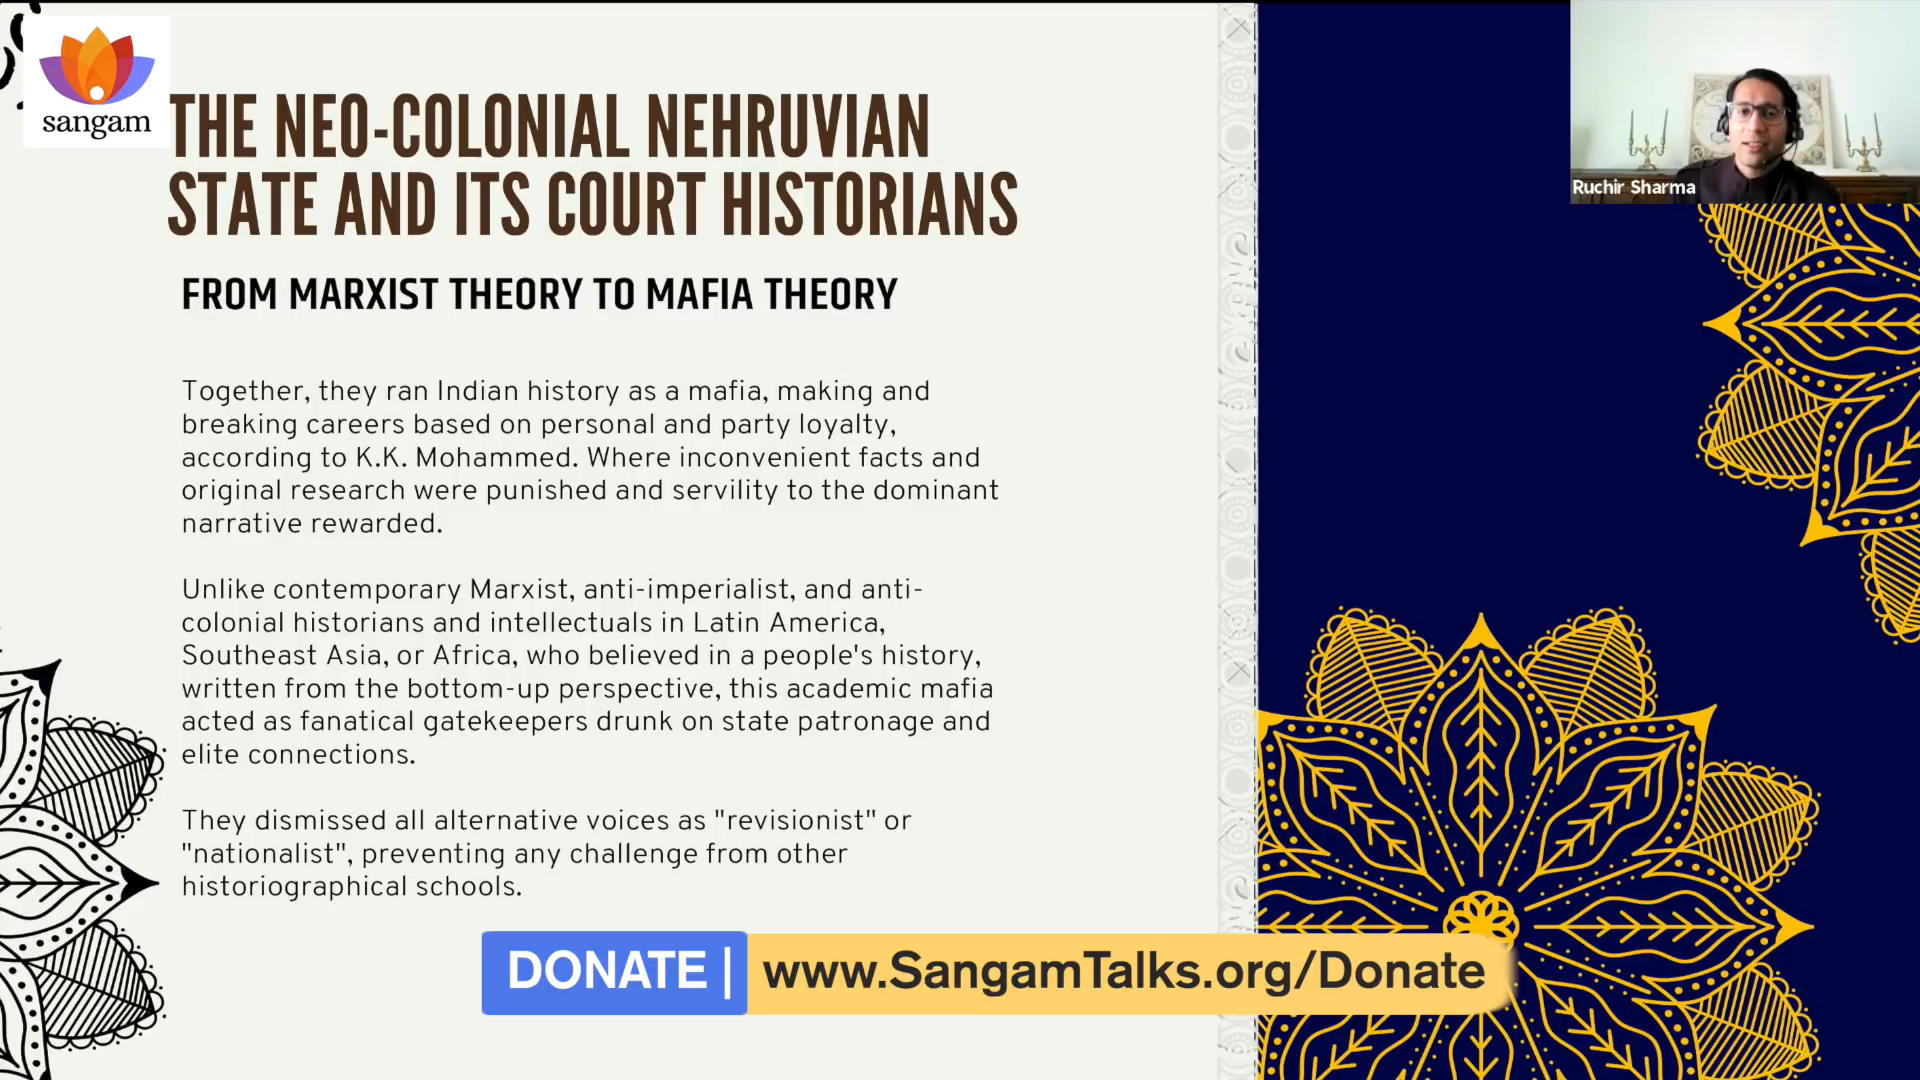 sangam
THE NEO-COLONIAL NEHRUVIAN
STATE AND ITS COURT HISTORIANS
FROM MARXIST THEORY TO MAFIA THEORY
Together, they ran Indian history as a mafia, making and
breaking careers based on personal and party loyalty,
according to K.K. Mohammed. Where inconvenient facts and
original research were punished and servility to the dominant
narrative rewarded.
Unlike contemporary Marxist, anti-imperialist, and anti-
colonial historians and intellectuals in Latin America,
Southeast Asia, or Africa, who believed in a people's history,
written from the bottom-up perspective, this academic mafia
acted as fanatical gatekeepers drunk on state patronage and
elite connections.
They dismissed all alternative voices as "revisionist" or
"nationalist", preventing any challenge from other
historiographical schools.
Ruchir Sharma
DONATE | www.SangamTalks.org/Donate